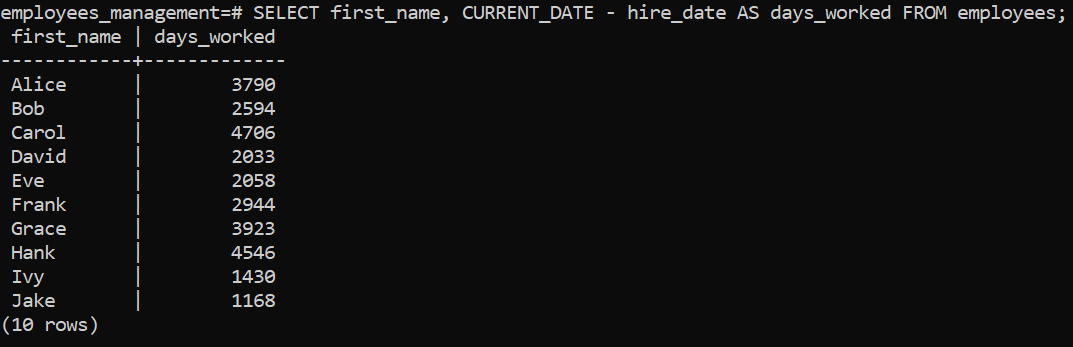 employees_management=# SELECT first_name, CURRENT_DATE - hire_date AS days_worked FROM employees;
 first_name | days_worked
------------+-------------
 Alice      |        3790
 Bob        |        2594
 Carol      |        4706
 David      |        2033
 Eve        |        2058
 Frank      |        2944
 Grace      |        3923
 Hank       |        4546
 Ivy        |        1430
 Jake       |        1168
(10 rows)